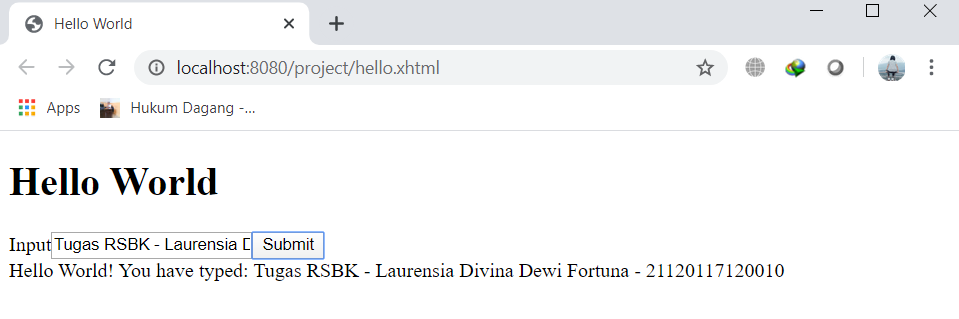 Hello World
localhost:8080/project/hello.xhtml
Apps Hukum Dagang -...
Hello World
Input Tugas RSBK - Laurensia D Submit
Hello World! You have typed: Tugas RSBK - Laurensia Divina Dewi Fortuna - 21120117120010